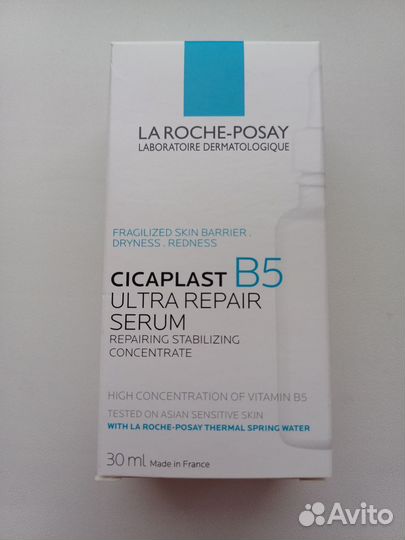 LA ROCHE-POSAY
LABORATOIRE DERMATOLOGIQUE
FRAGILIZED SKIN BARRIER .
DRYNESS . REDNESS
CICAPLAST B5
ULTRA REPAIR
SERUM
REPAIRING STABILIZING
CONCENTRATE
HIGH CONCENTRATION OF VITAMIN B5
TESTED ON ASIAN SENSITIVE SKIN
WITH LA ROCHE-POSAY THERMAL SPRING WATER
30 ml Made in France
Avito